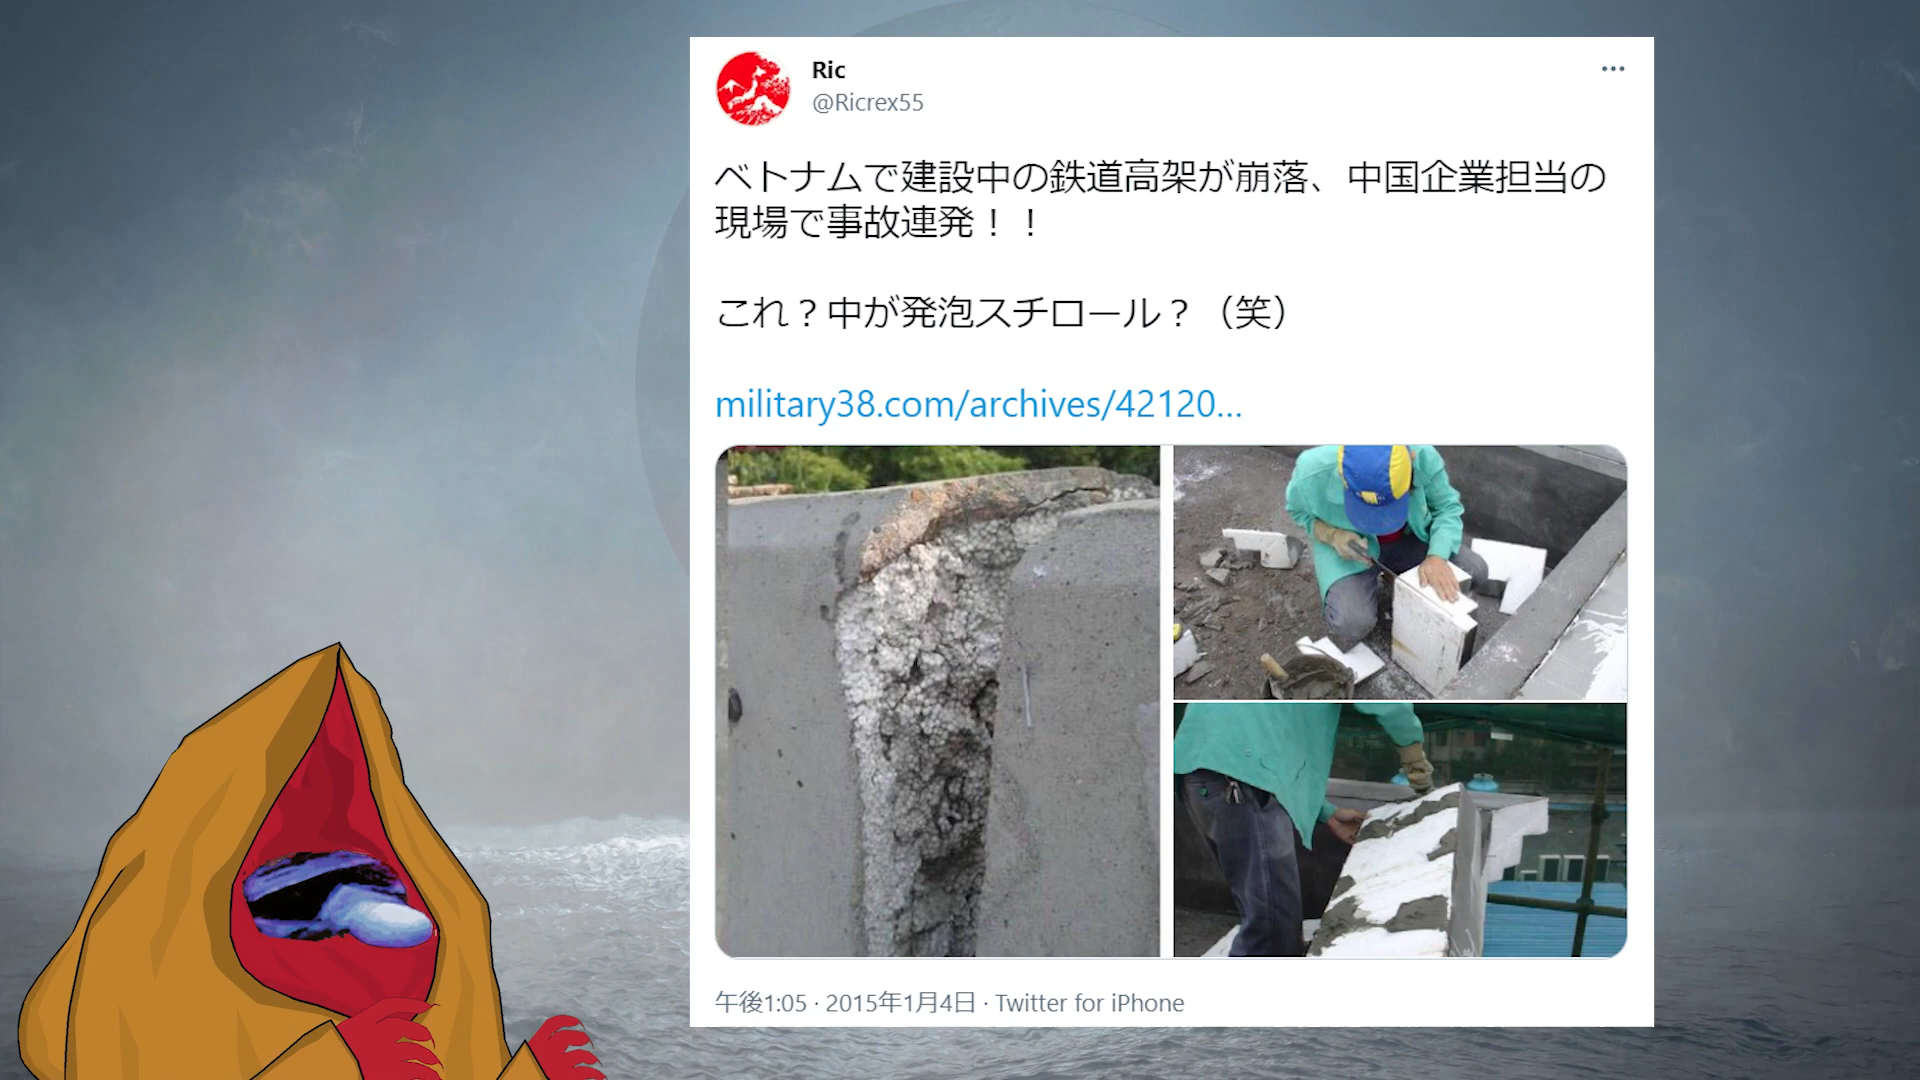 Ric
@Ricrex55
ベトナムで建設中の鉄道高架が崩落、中国企業担当の
現場で事故連発！！
これ？中が発泡スチロール？（笑）
military38.com/archives/42120…
午後1:05 · 2015年1月4日 · Twitter for iPhone